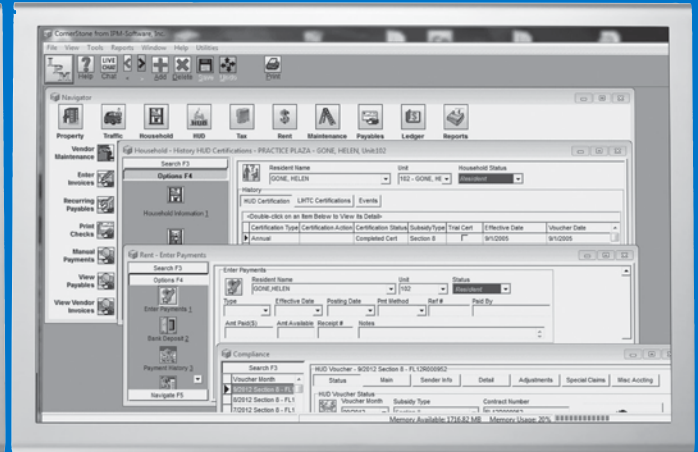 CornerStone from IPM-Software, Inc.
File View Tools Reports Window Help Utilities
IPM Help LIVE CHAT Chat Add Delete Save Undo Print
Navigator
HUD
Property Traffic Household HUD Tax Rent Maintenance Payables Ledger Reports
Vendor Maintenance
Enter Invoices
Recurring Payables
Print Checks
Manual Payments
View Payables
View Vendor Invoices
Household - History HUD Certifications - PRACTICE PLAZA - GONE, HELEN, Unit:102
Search F3
Options F4
Household Information 1
Resident Name Unit Household Status
GONE, HELEN 102 - GONE, HE Resident
History
HUD Certification LIHTC Certifications Events
<Double-click on an Item Below to View its Detail>
Certification Type Certification Action Certification Status SubsidyType Trial Cert Effective Date Voucher Date
Annual Completed Cert Section 8 9/1/2005 9/1/2005
Rent - Enter Payments
Search F3
Options F4
Enter Payments 1
Bank Deposit 2
Payment History 3
Navigate F5
Enter Payments
Resident Name Unit Status
GONE,HELEN 102 Resident
Type Effective Date Posting Date Pmt Method Ref # Paid By
Amt Paid($) Amt Available Receipt # Notes
Compliance
Search F3
Voucher Month
9/2012 Section 8 - FL1
8/2012 Section 8 - FL1
7/2012 Section 8 - FL1
HUD Voucher - 9/2012 Section 8 - FL12R000952
Status Main Sender Info Detail Adjustments Special Claims Misc Accting
HUD Voucher Status
Voucher Month Subsidy Type Contract Number
Memory Available:1716.82 MB Memory Usage: 20%